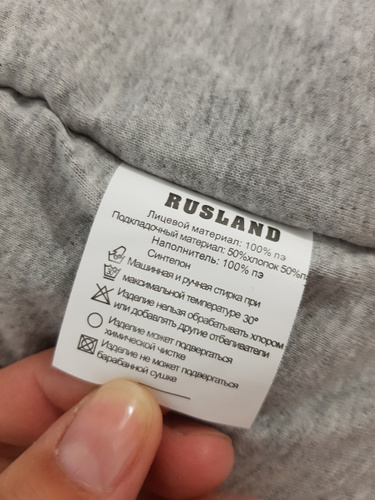 RUSLAND
Лицевой материал: 100% пэ
Подкладочный материал: 50%хлопок 50%пэ
Наполнитель: 100% пэ
Синтепон
Машинная и ручная стирка при
30°
максимальной температуре 30°
Изделие нельзя обрабатывать хлором
или добавлять другие отбеливатели
Изделие может подвергаться
химической чистке
Изделие не может подвергаться
барабанной сушке